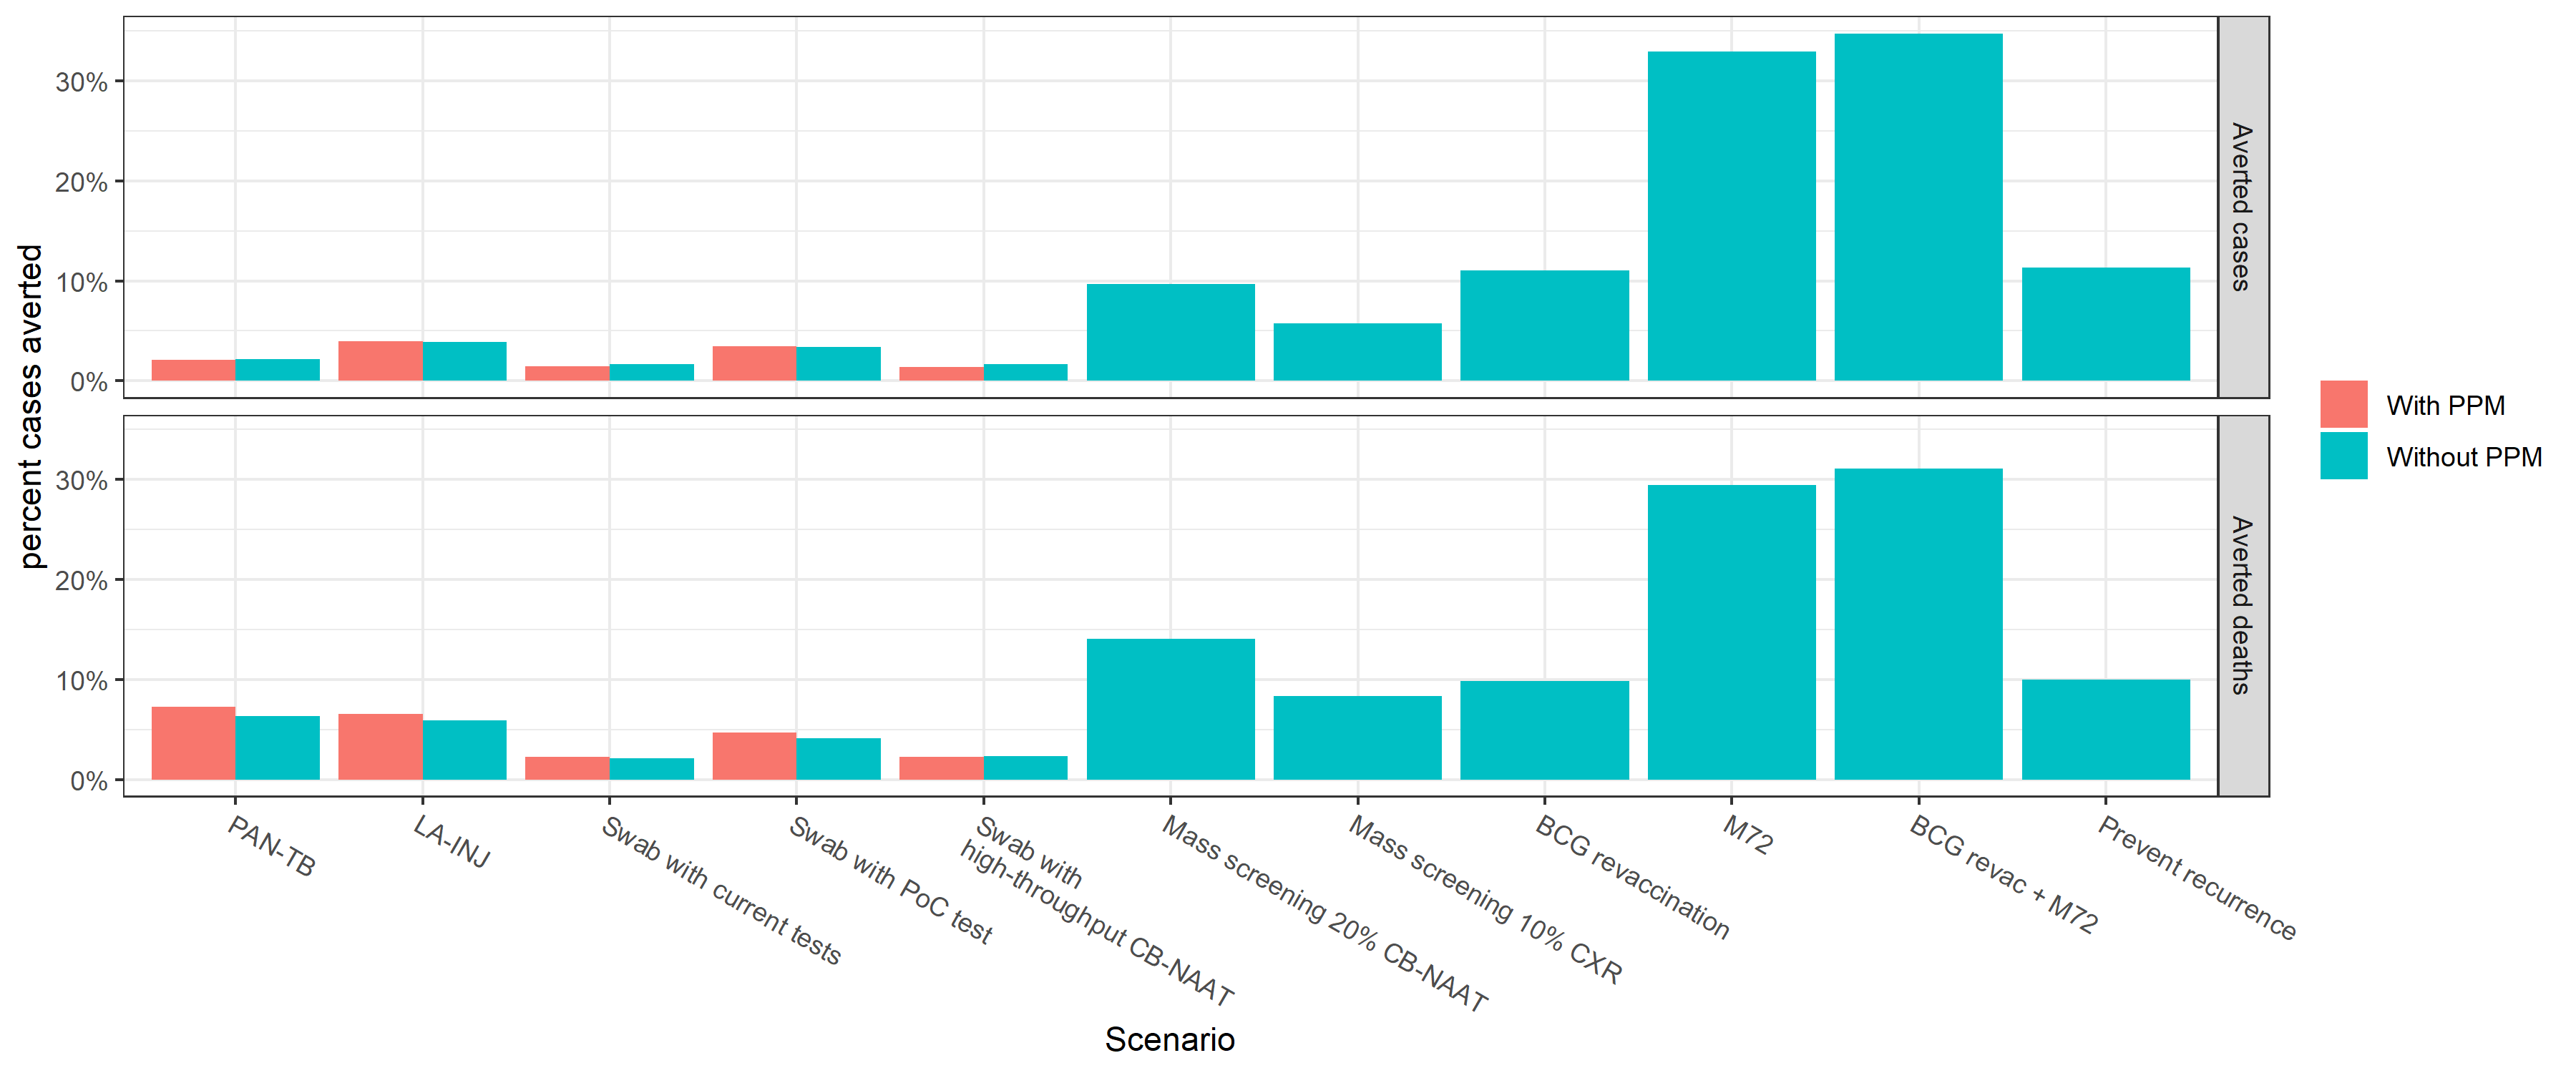 percent cases averted
30%
20%
10%
0%
Averted cases
30%
20%
10%
0%
Averted deaths
PAN-TB
LA-INJ
Swab with current tests
Swab with PoC test
Swab with
high-throughput CB-NAAT
Mass screening 20% CB-NAAT
Mass screening 10% CXR
BCG revaccination
M72
BCG revac + M72
Prevent recurrence
Scenario
With PPM
Without PPM